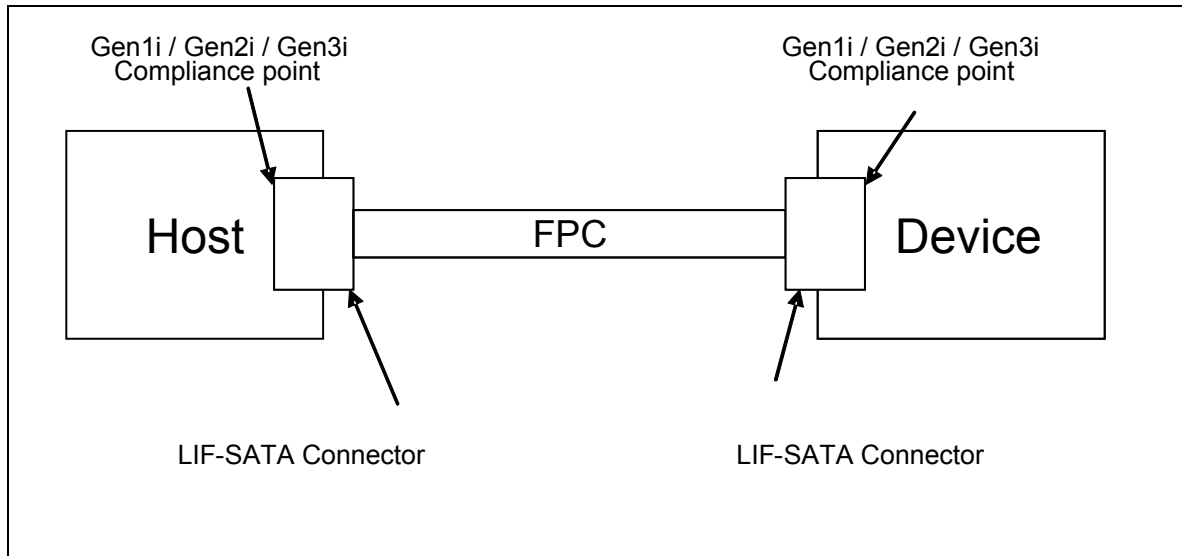 Gen1i / Gen2i / Gen3i
Compliance point
Gen1i / Gen2i / Gen3i
Compliance point
Host
FPC
Device
LIF-SATA Connector
LIF-SATA Connector